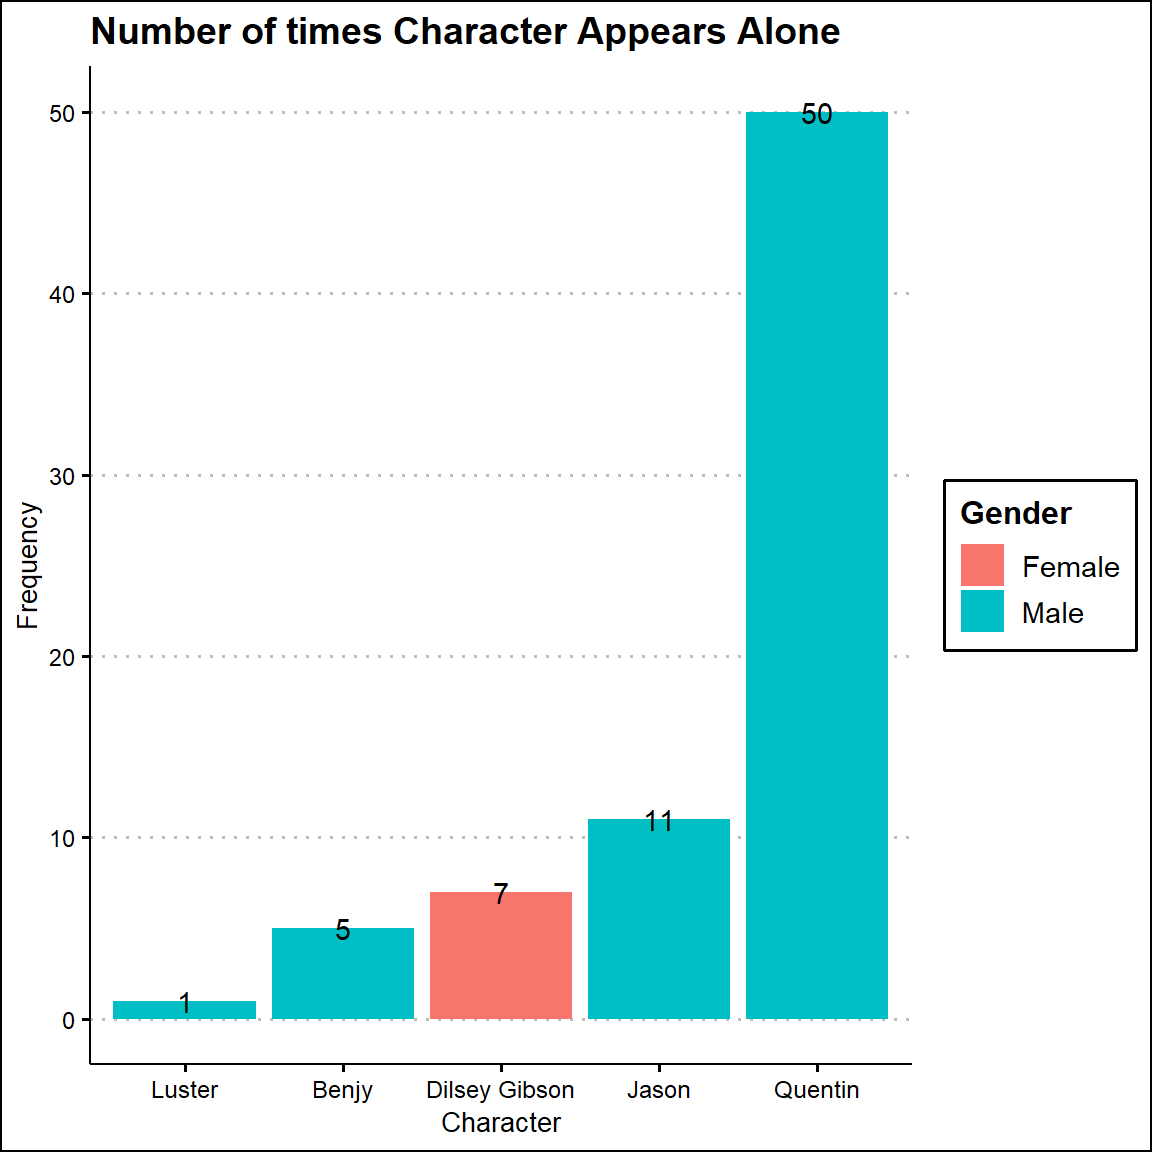 Number of times Character Appears Alone
50
50
40
30
Gender
Female
Male
Frequency
20
11
10
7
5
1
0
Luster Benjy Dilsey Gibson Jason Quentin
Character